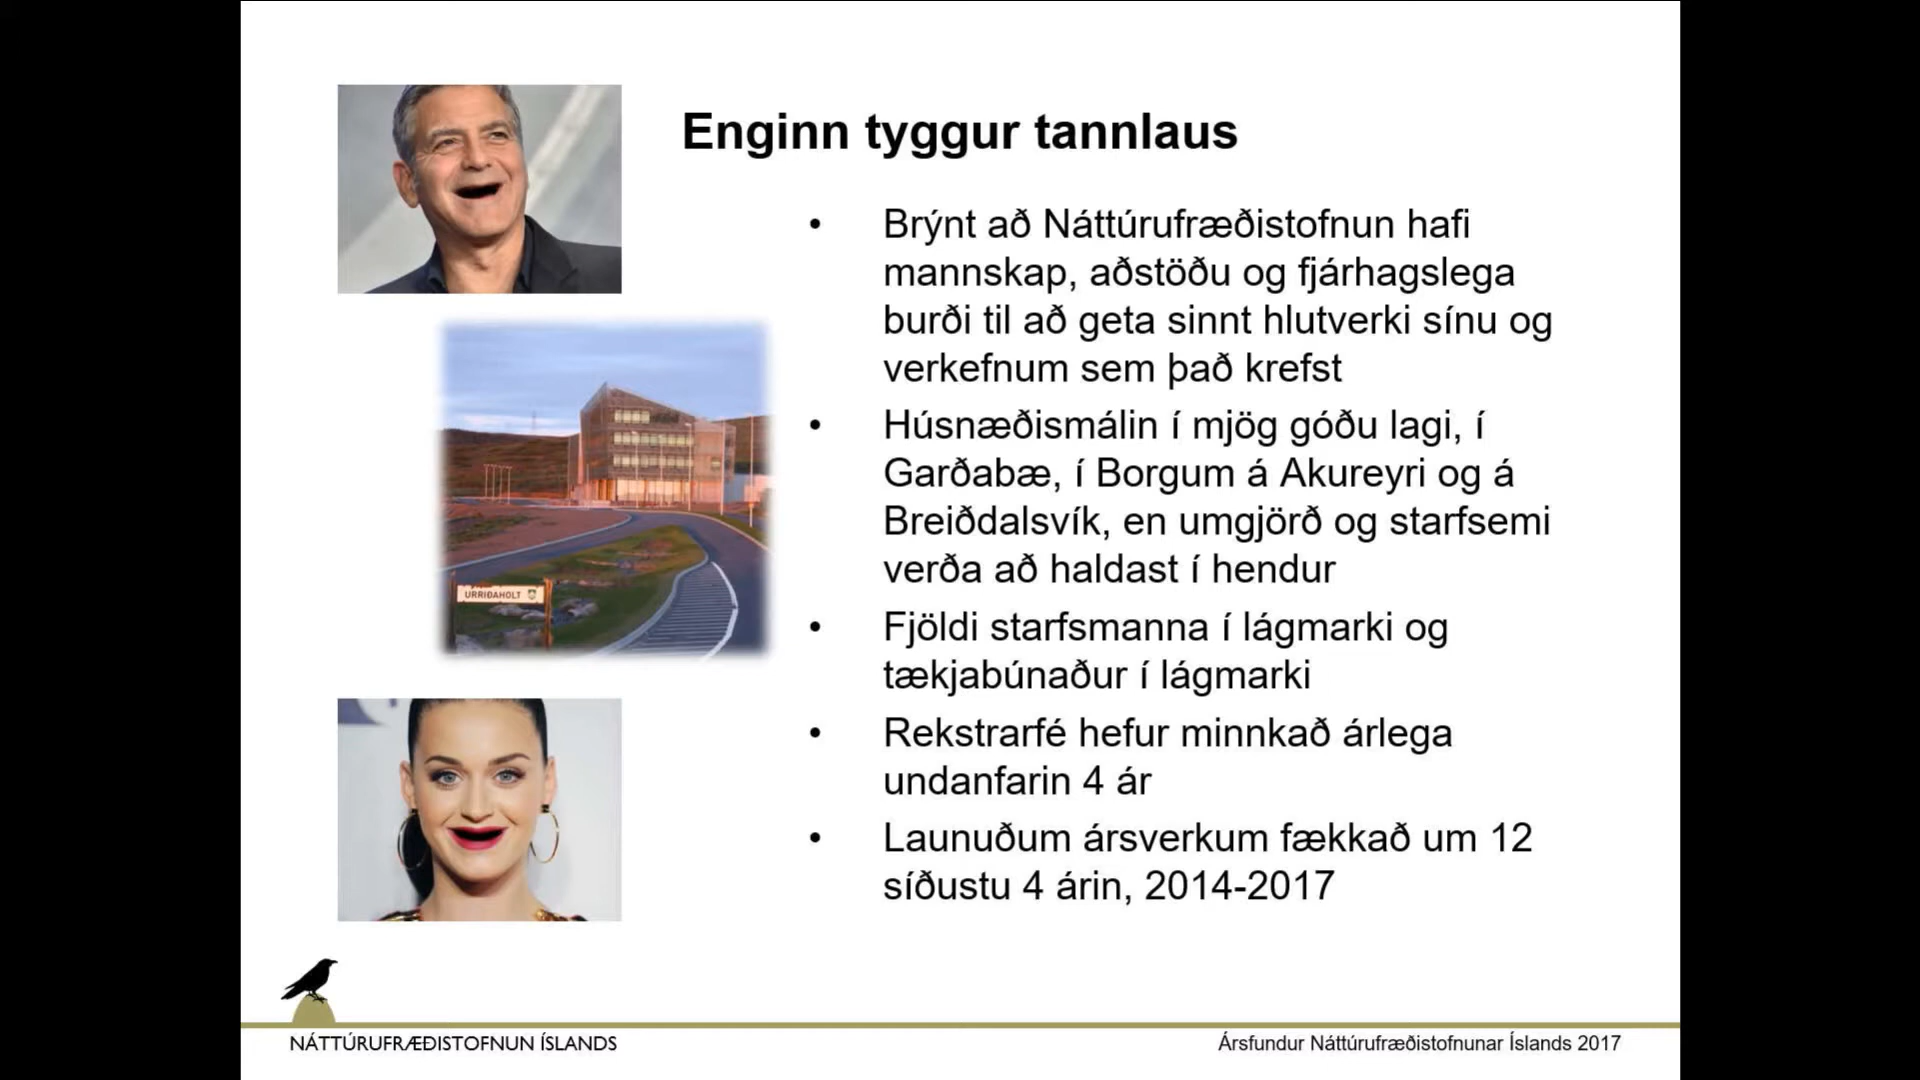 Enginn tyggur tannlaus
• Brýnt að Náttúrufræðistofnun hafi
mannskap, aðstöðu og fjárhagslega
burði til að geta sinnt hlutverki sínu og
verkefnum sem það krefst
• Húsnæðismálin í mjög góðu lagi, í
Garðabæ, í Borgum á Akureyri og á
Breiðdalsvík, en umgjörð og starfsemi
verða að haldast í hendur
• Fjöldi starfsmanna í lágmarki og
tækjabúnaður í lágmarki
• Rekstrarfé hefur minnkað árlega
undanfarin 4 ár
• Launuðum ársverkum fækkað um 12
síðustu 4 árin, 2014-2017
URRIÐAHOLT
NÁTTÚRUFRÆÐISTOFNUN ÍSLANDS
Ársfundur Náttúrufræðistofnunar Íslands 2017